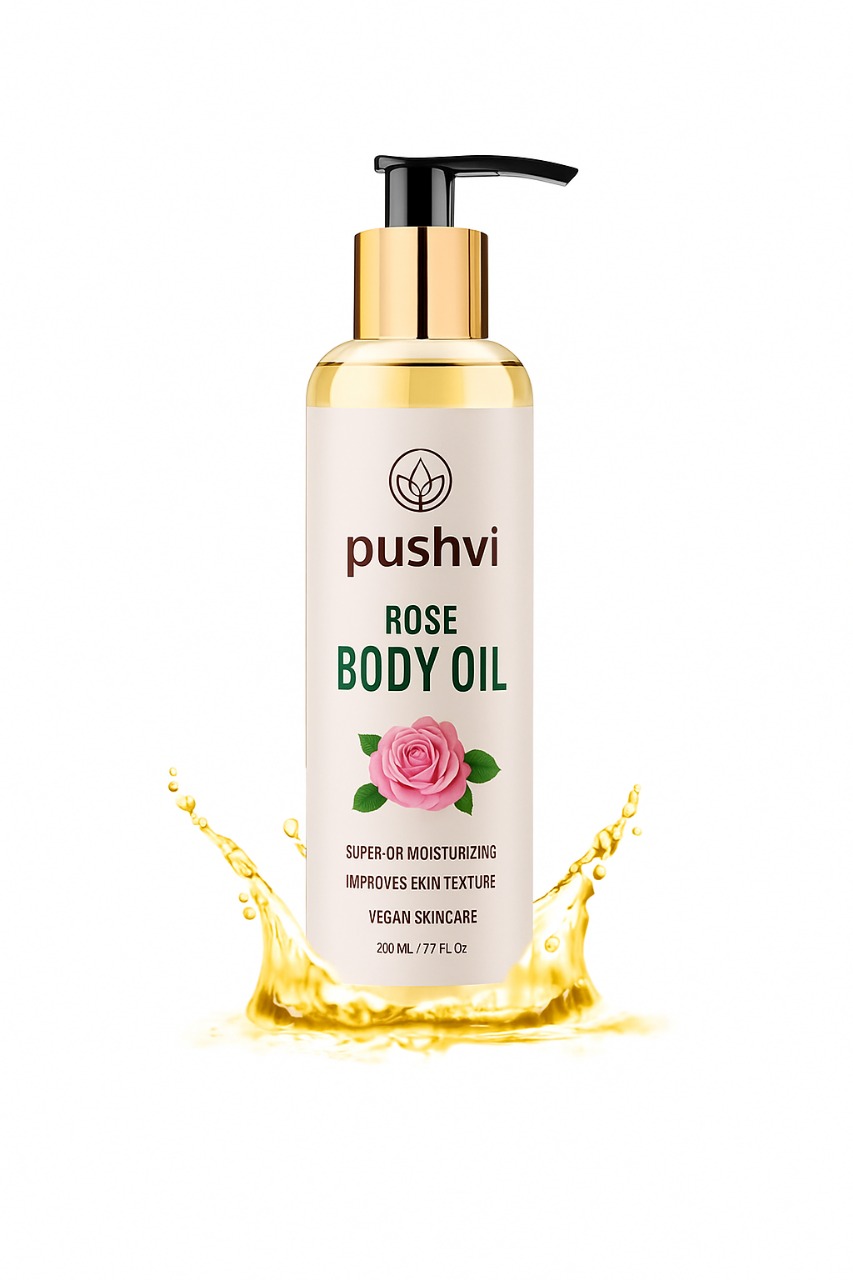 pushvi
ROSE
BODY OIL
SUPER-OR MOISTURIZING
IMPROVES EKIN TEXTURE
VEGAN SKINCARE
200 ML / 77 FL Oz